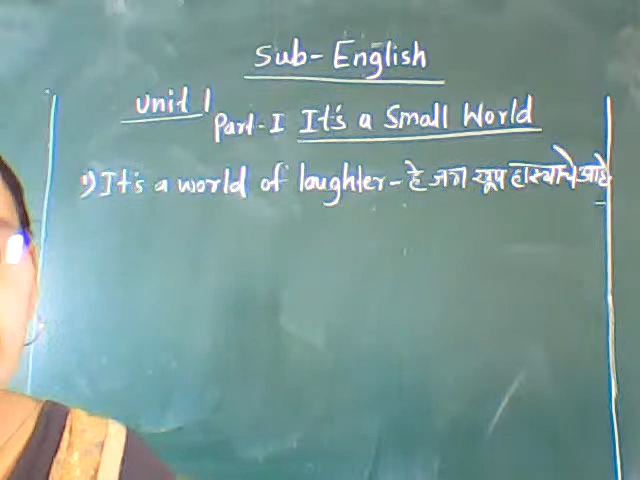 Sub- English
Unit 1
Part-I It's a Small World
1) It's a world of laughter - हे जग खूप हास्याचे आहे